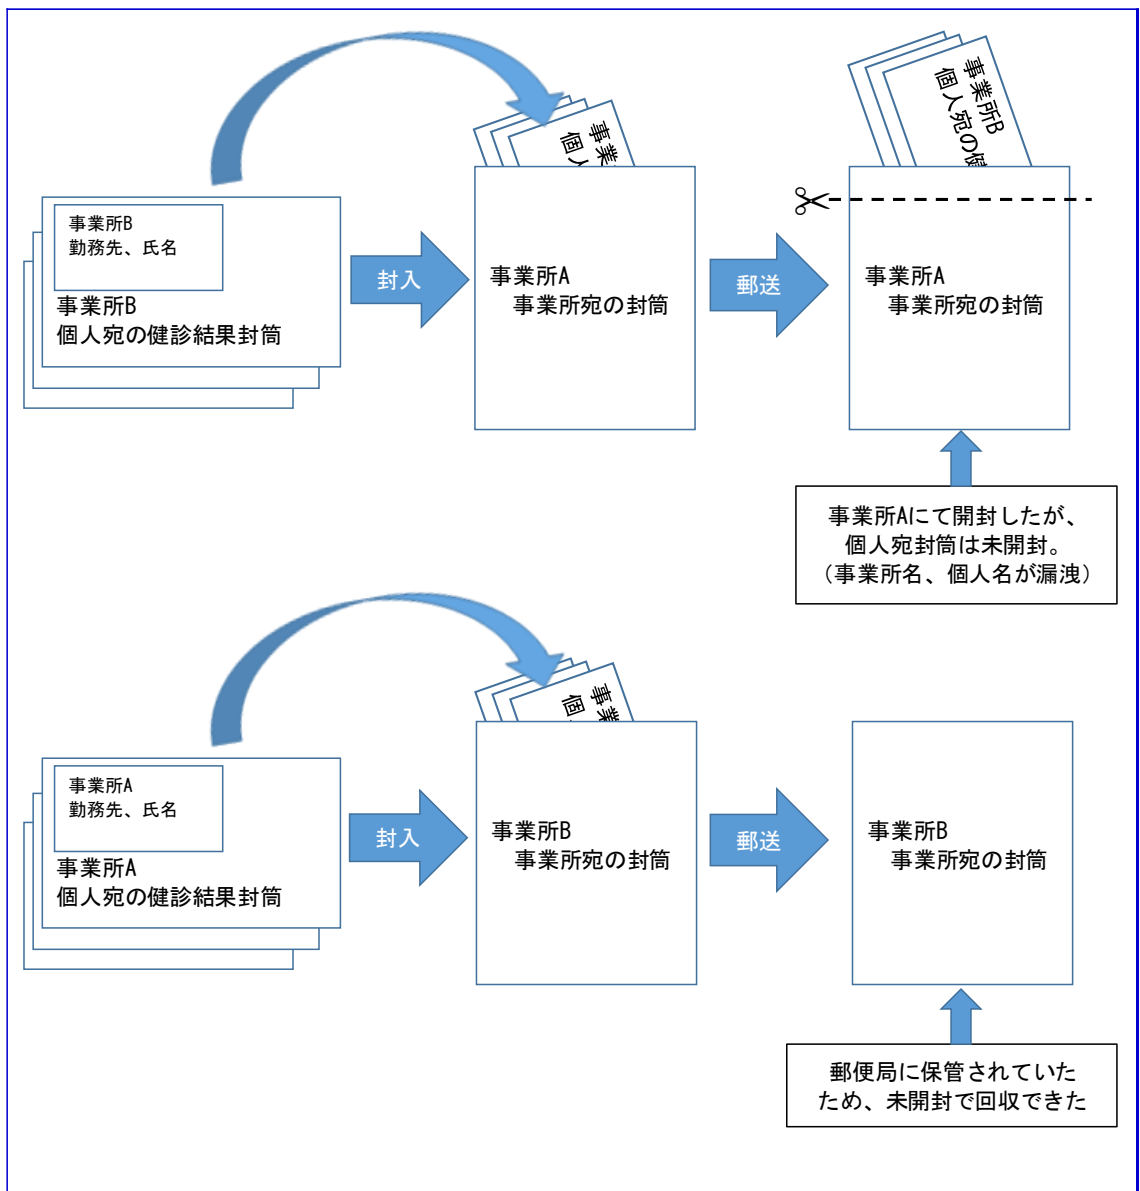 事業所B
個人宛の健
事業
個人
事業所B
勤務先、氏名
事業所B
個人宛の健診結果封筒
封入
事業所A
事業所宛の封筒
郵送
事業所A
事業所宛の封筒
事業所Aにて開封したが、
個人宛封筒は未開封。
（事業所名、個人名が漏洩）
事業
個
事業所A
勤務先、氏名
事業所A
個人宛の健診結果封筒
封入
事業所B
事業所宛の封筒
郵送
事業所B
事業所宛の封筒
郵便局に保管されていた
ため、未開封で回収できた